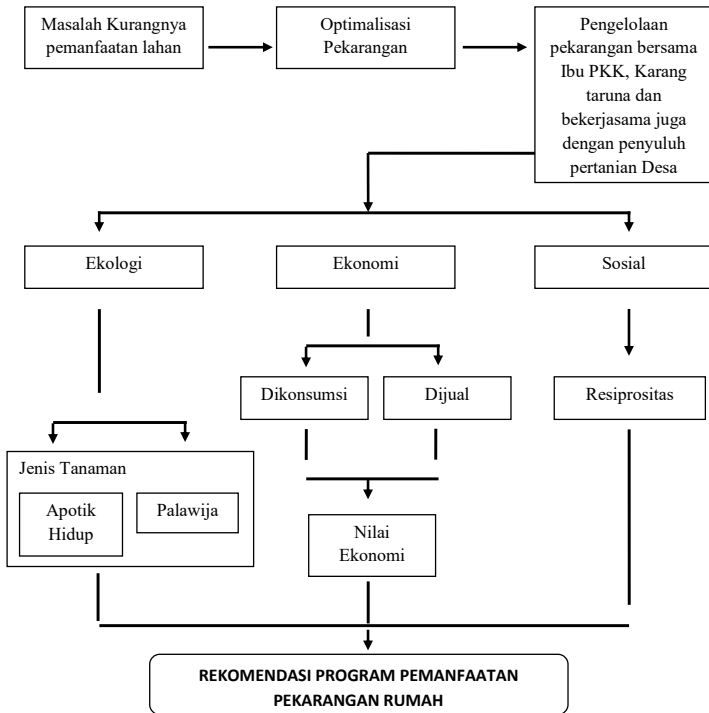 Masalah Kurangnya
pemanfaatan lahan
Optimalisasi
Pekarangan
Pengelolaan
pekarangan bersama
Ibu PKK, Karang
taruna dan
bekerjasama juga
dengan penyuluh
pertanian Desa
Ekologi
Ekonomi
Sosial
Dikonsumsi
Dijual
Resiprositas
Jenis Tanaman
Apotik
Hidup
Palawija
Nilai
Ekonomi
REKOMENDASI PROGRAM PEMANFAATAN
PEKARANGAN RUMAH